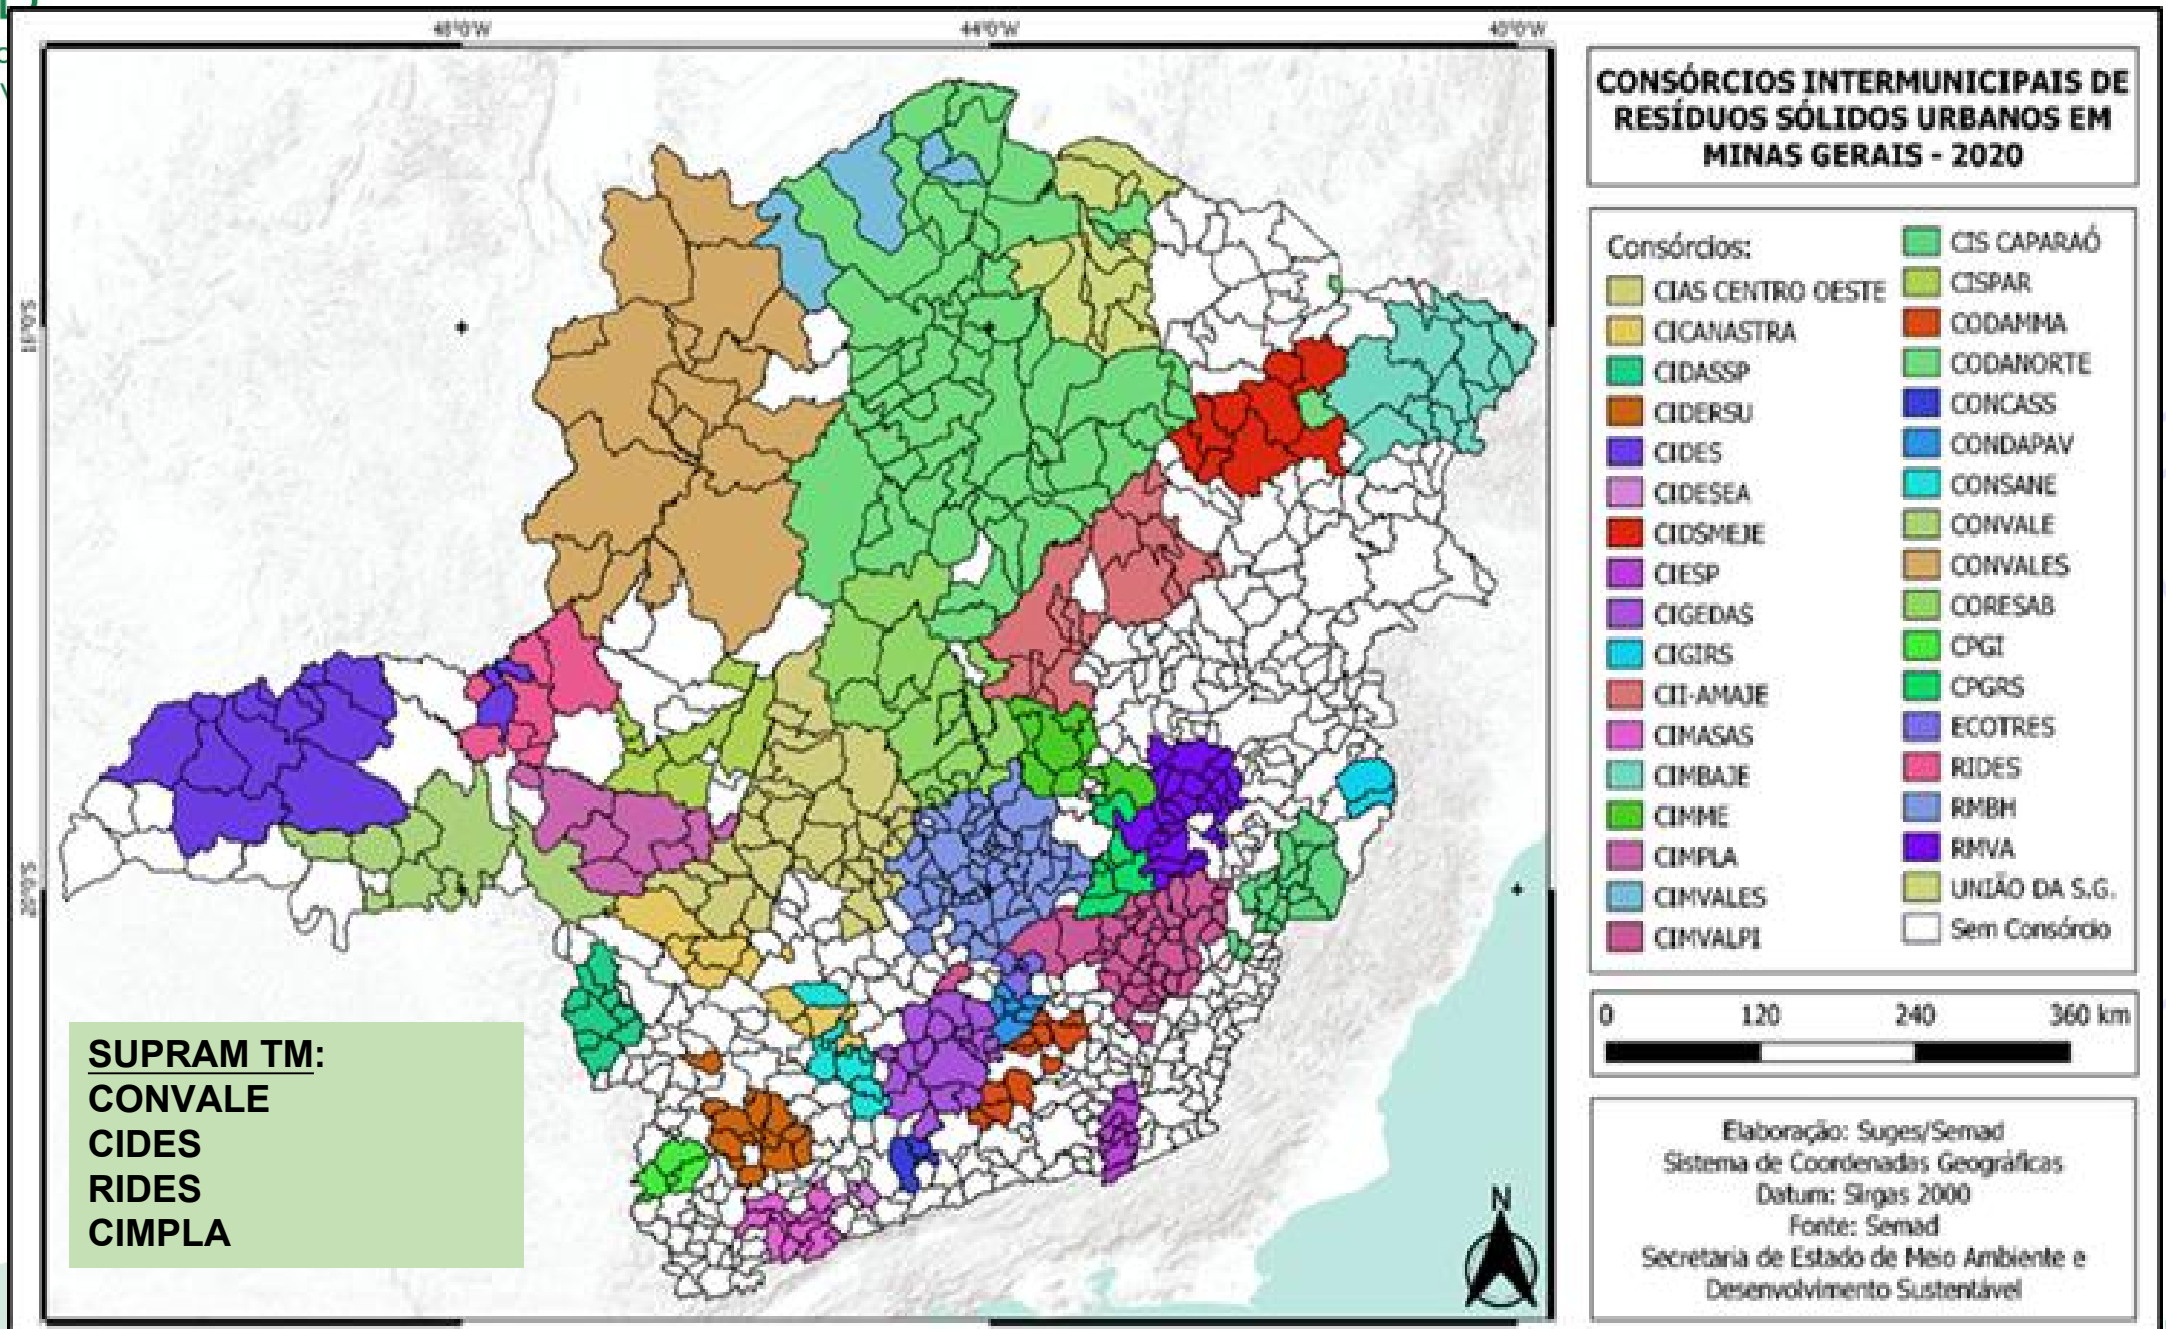 48°0'W
44°0'W
40°0'W
20°0'S
CONSÓRCIOS INTERMUNICIPAIS DE
RESÍDUOS SÓLIDOS URBANOS EM
MINAS GERAIS - 2020
Consórcios:
CIAS CENTRO OESTE
CICANASTRA
CIDASSP
CIDERSU
CIDES
CIDESEA
CIDSMEJE
CIESP
CIGEDAS
CIGIRS
CII-AMAJE
CIMASAS
CIMBAJE
CIMME
CIMPLA
CIMVALES
CIMVALPI
CIS CAPARAÓ
CISPAR
CODAMMA
CODANORTE
CONCASS
CONDAPAV
CONSANE
CONVALE
CONVALES
CORESAB
CPGI
CPGRS
ECOTRES
RIDES
RMBH
RMVA
UNIÃO DA S.G.
Sem Consórcio
0 120 240 360 km
Elaboração: Suges/Semad
Sistema de Coordenadas Geográficas
Datum: Sirgas 2000
Fonte: Semad
Secretaria de Estado de Meio Ambiente e
Desenvolvimento Sustentável
N
SUPRAM TM:
CONVALE
CIDES
RIDES
CIMPLA